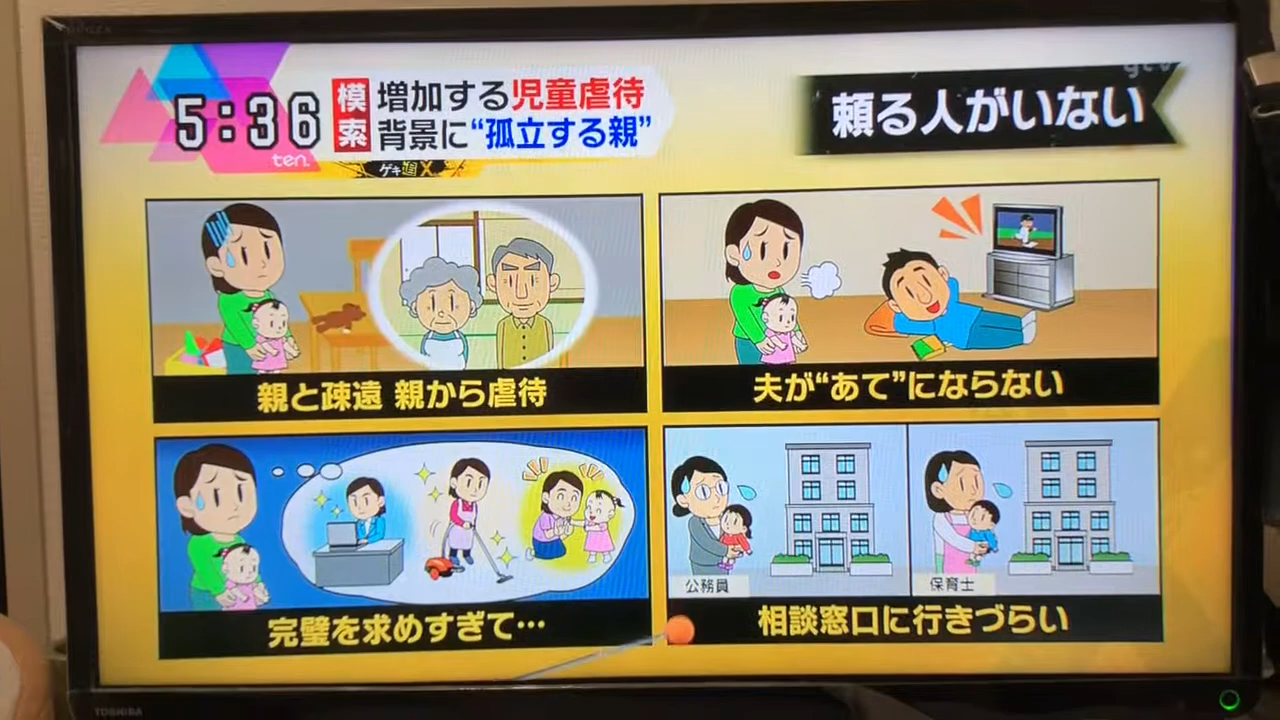 5:36
模索
増加する児童虐待
背景に“孤立する親”
ten.
ゲキ追X
頼る人がいない
ytv
親と疎遠 親から虐待
夫が“あて”にならない
完璧を求めすぎて…
公務員
保育士
相談窓口に行きづらい
TOSHIBA